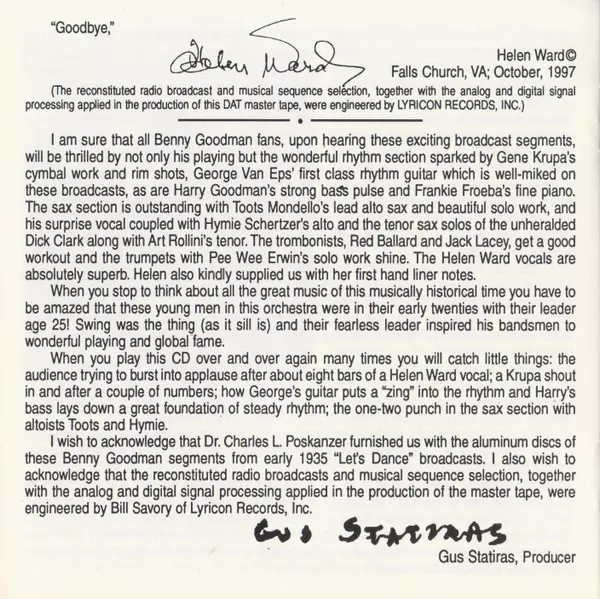 “Goodbye,”
Helen Ward
Helen Ward©
Falls Church, VA; October, 1997
(The reconstituted radio broadcast and musical sequence selection, together with the analog and digital signal
processing applied in the production of this DAT master tape, were engineered by LYRICON RECORDS, INC.)
I am sure that all Benny Goodman fans, upon hearing these exciting broadcast segments,
will be thrilled by not only his playing but the wonderful rhythm section sparked by Gene Krupa's
cymbal work and rim shots, George Van Eps' first class rhythm guitar which is well-miked on
these broadcasts, as are Harry Goodman's strong bass pulse and Frankie Froeba's fine piano.
The sax section is outstanding with Toots Mondello's lead alto sax and beautiful solo work, and
his surprise vocal coupled with Hymie Schertzer's alto and the tenor sax solos of the unheralded
Dick Clark along with Art Rollini's tenor. The trombonists, Red Ballard and Jack Lacey, get a good
workout and the trumpets with Pee Wee Erwin's solo work shine. The Helen Ward vocals are
absolutely superb. Helen also kindly supplied us with her first hand liner notes.
When you stop to think about all the great music of this musically historical time you have to
be amazed that these young men in this orchestra were in their early twenties with their leader
age 25! Swing was the thing (as it sill is) and their fearless leader inspired his bandsmen to
wonderful playing and global fame.
When you play this CD over and over again many times you will catch little things: the
audience trying to burst into applause after about eight bars of a Helen Ward vocal; a Krupa shout
in and after a couple of numbers; how George's guitar puts a “zing” into the rhythm and Harry's
bass lays down a great foundation of steady rhythm; the one-two punch in the sax section with
altoists Toots and Hymie.
I wish to acknowledge that Dr. Charles L. Poskanzer furnished us with the aluminum discs of
these Benny Goodman segments from early 1935 “Let's Dance” broadcasts. I also wish to
acknowledge that the reconstituted radio broadcasts and musical sequence selection, together
with the analog and digital signal processing applied in the production of the master tape, were
engineered by Bill Savory of Lyricon Records, Inc.
GUS STATIRAS
Gus Statiras, Producer